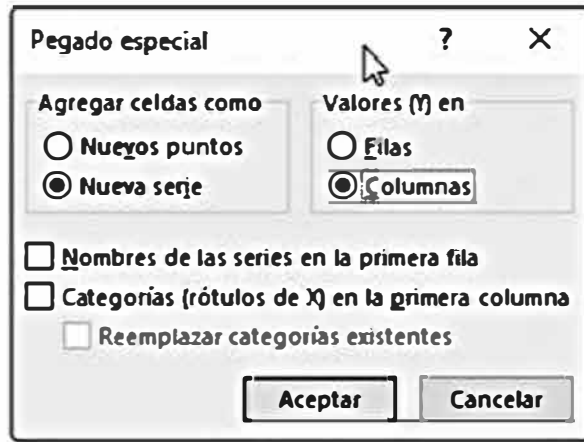 Pegado especial ? X
Agregar celdas como
Nuevos puntos
Nueva serie
Valores (Y) en
Filas
Columnas
Nombres de las series en la primera fila
Categorías (rótulos de X) en la primera columna
Reemplazar categorías existentes
Aceptar Cancelar